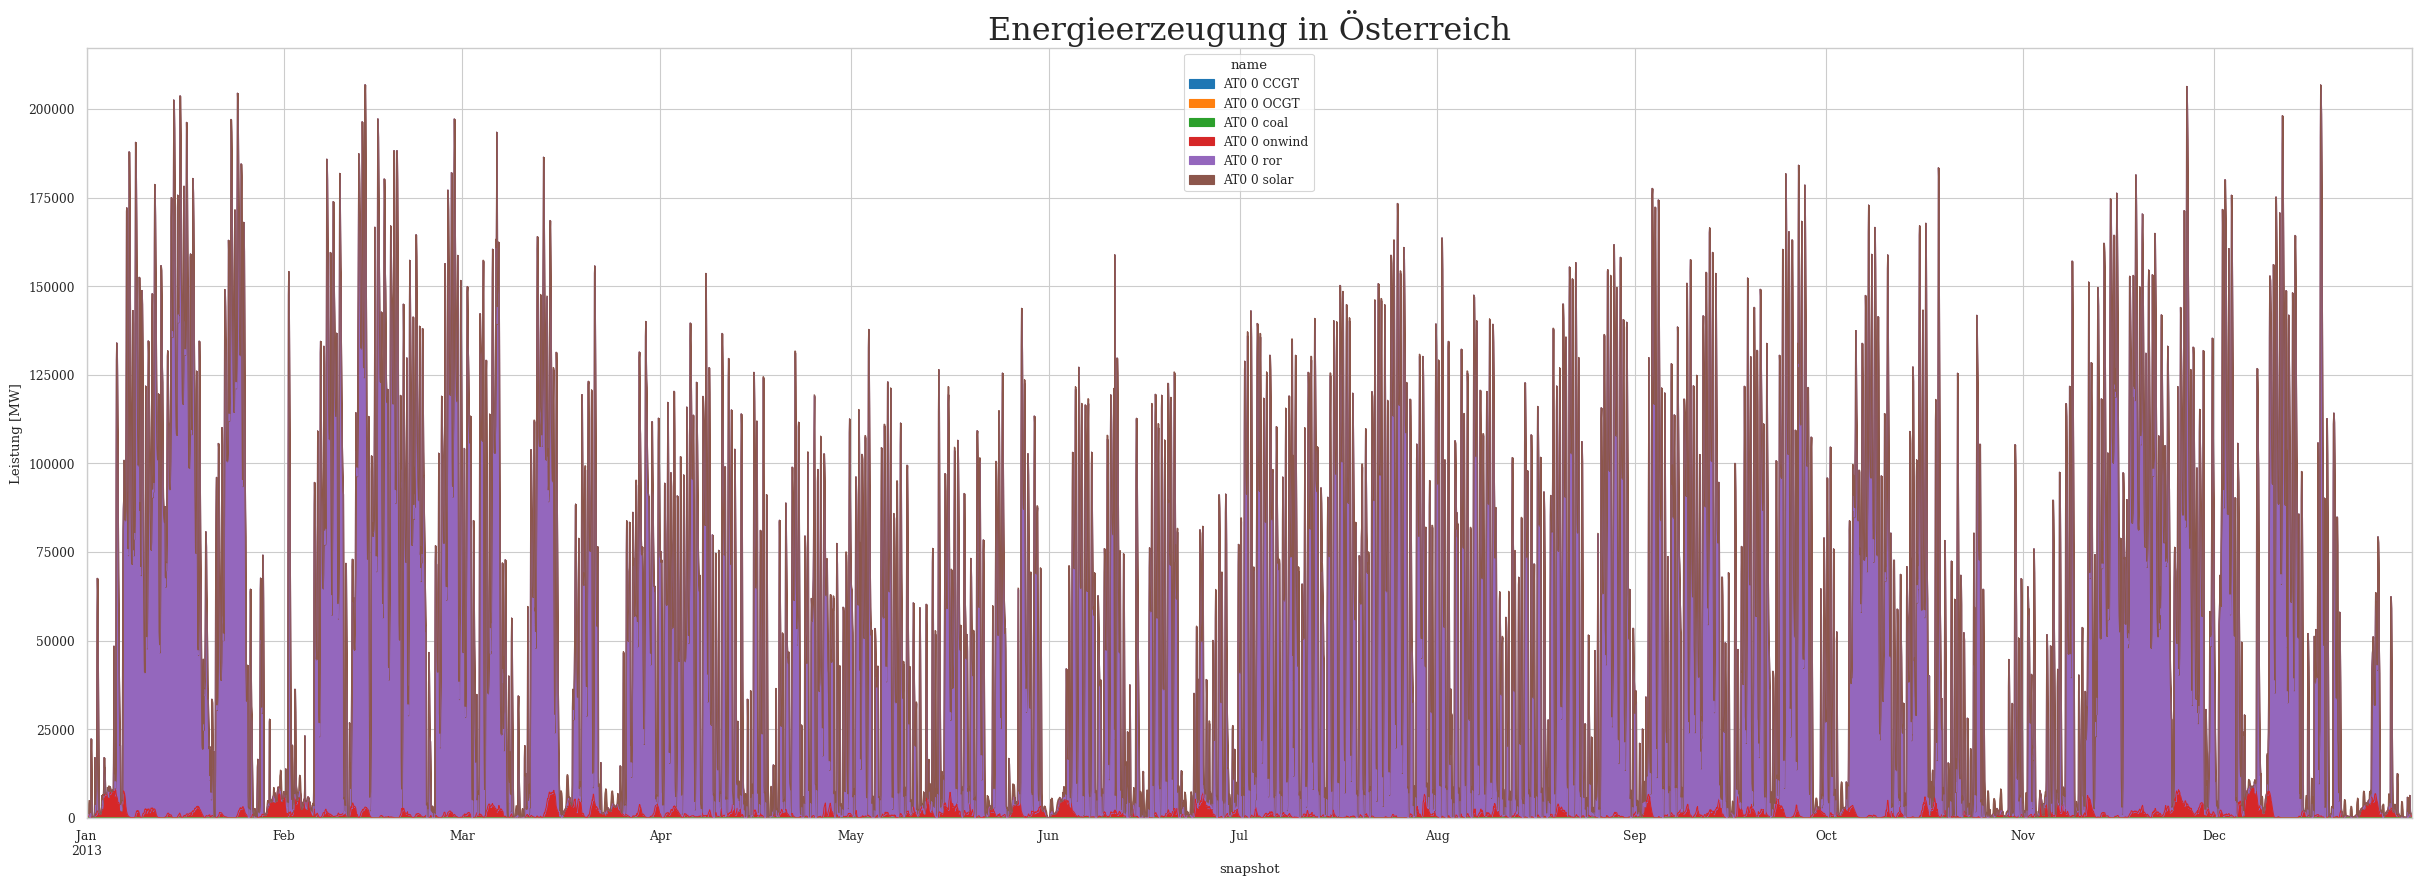 Energieerzeugung in Österreich
name
AT0 0 CCGT
AT0 0 OCGT
AT0 0 coal
AT0 0 onwind
AT0 0 ror
AT0 0 solar
Leistung [MW]
200000
175000
150000
125000
100000
75000
50000
25000
0
Jan Feb Mar Apr May Jun Jul Aug Sep Oct Nov Dec
2013
snapshot